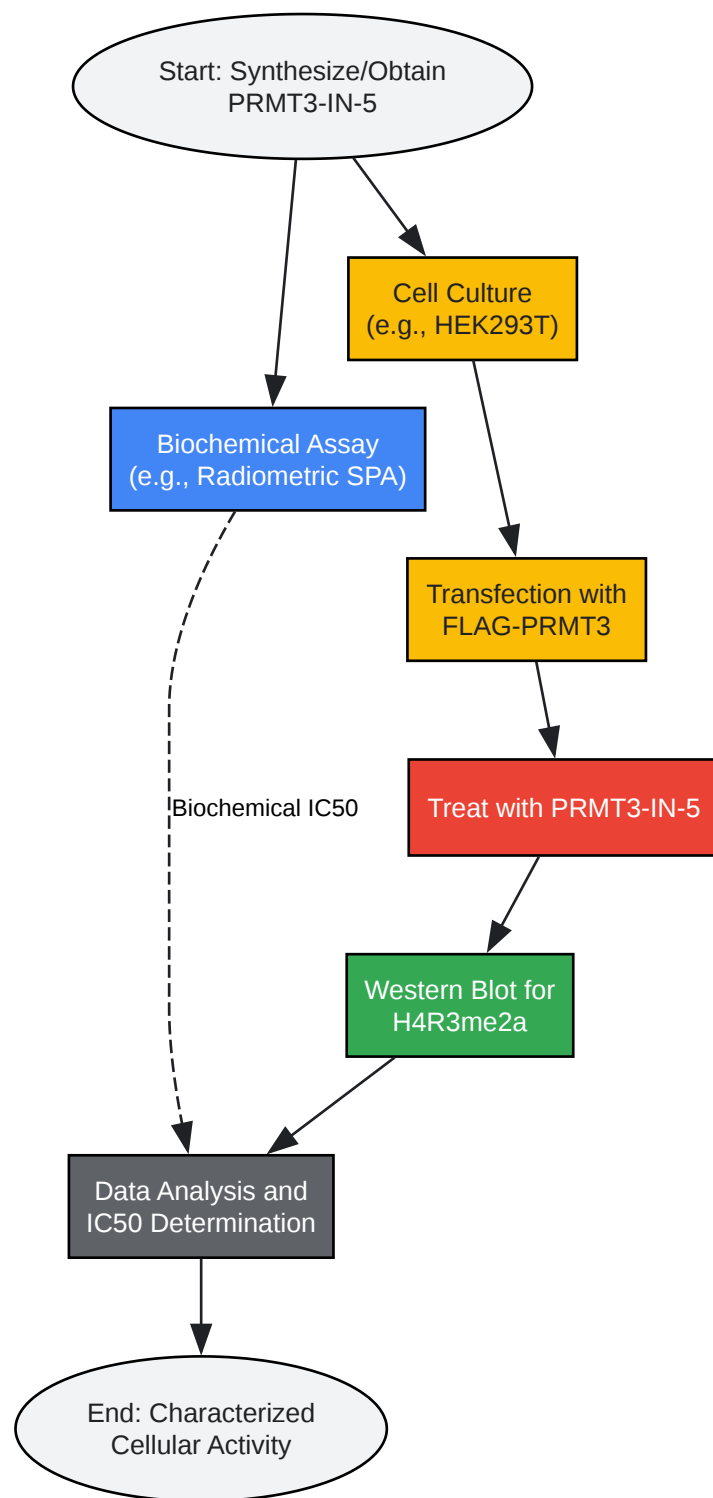 Start: Synthesize/Obtain
PRMT3-IN-5
Cell Culture
(e.g., HEK293T)
Biochemical Assay
(e.g., Radiometric SPA)
Transfection with
FLAG-PRMT3
Biochemical IC50
Treat with PRMT3-IN-5
Western Blot for
H4R3me2a
Data Analysis and
IC50 Determination
End: Characterized
Cellular Activity